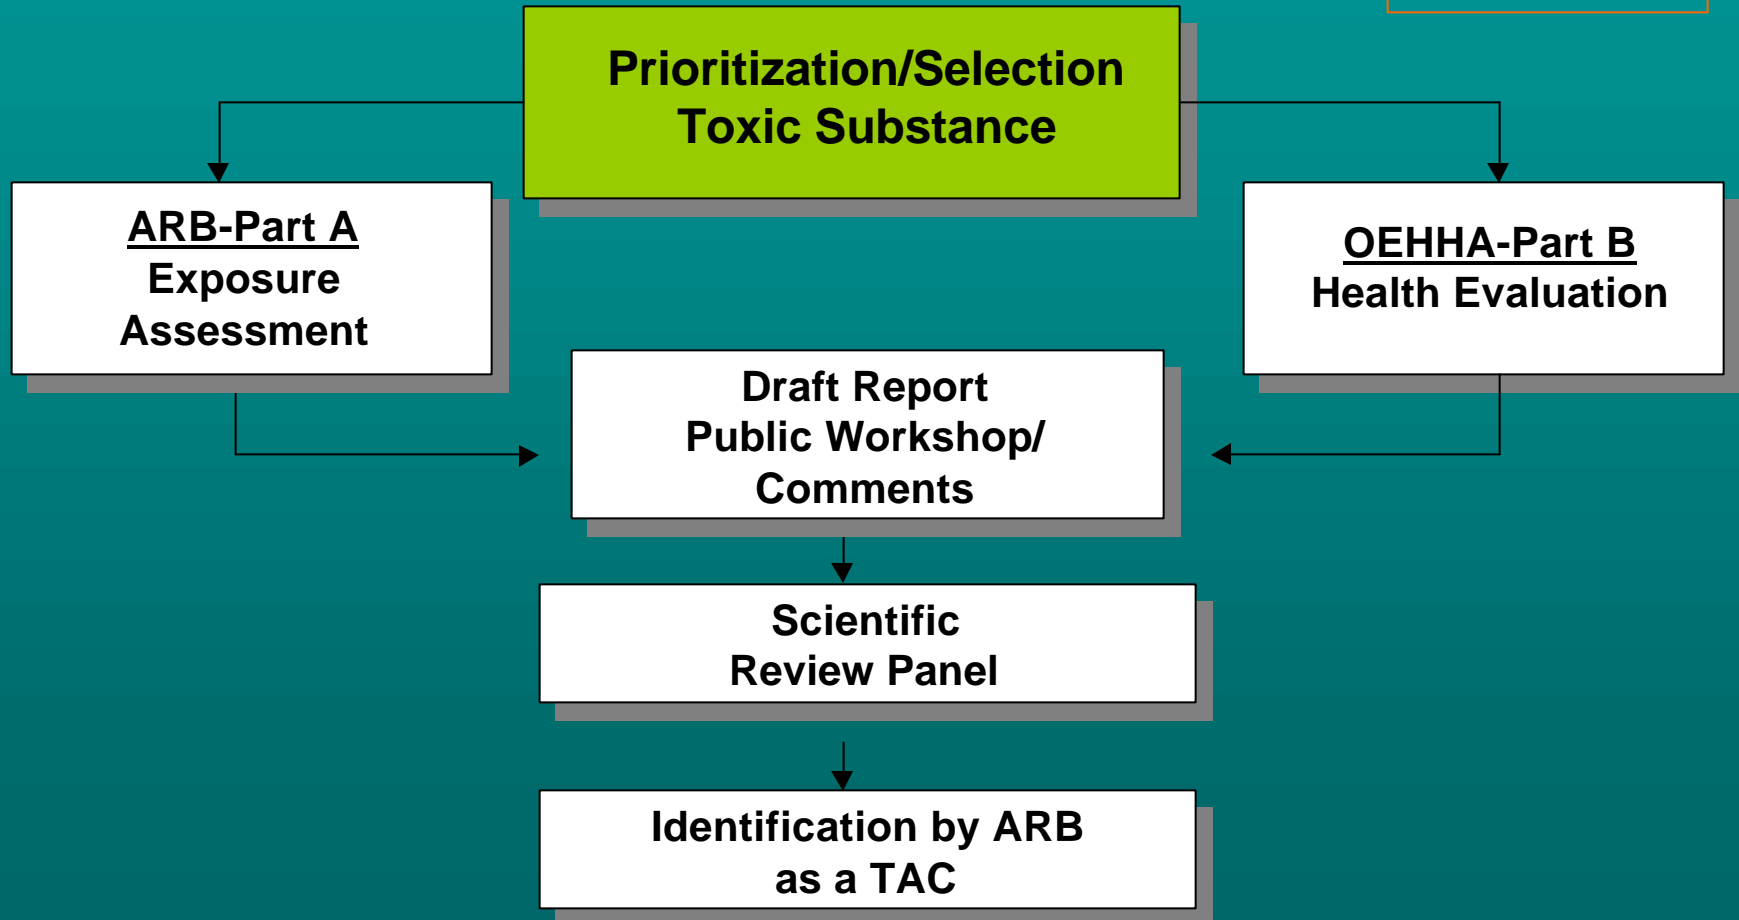 Prioritization/Selection
Toxic Substance
ARB-Part A
Exposure
Assessment
OEHHA-Part B
Health Evaluation
Draft Report
Public Workshop/
Comments
Scientific
Review Panel
Identification by ARB
as a TAC